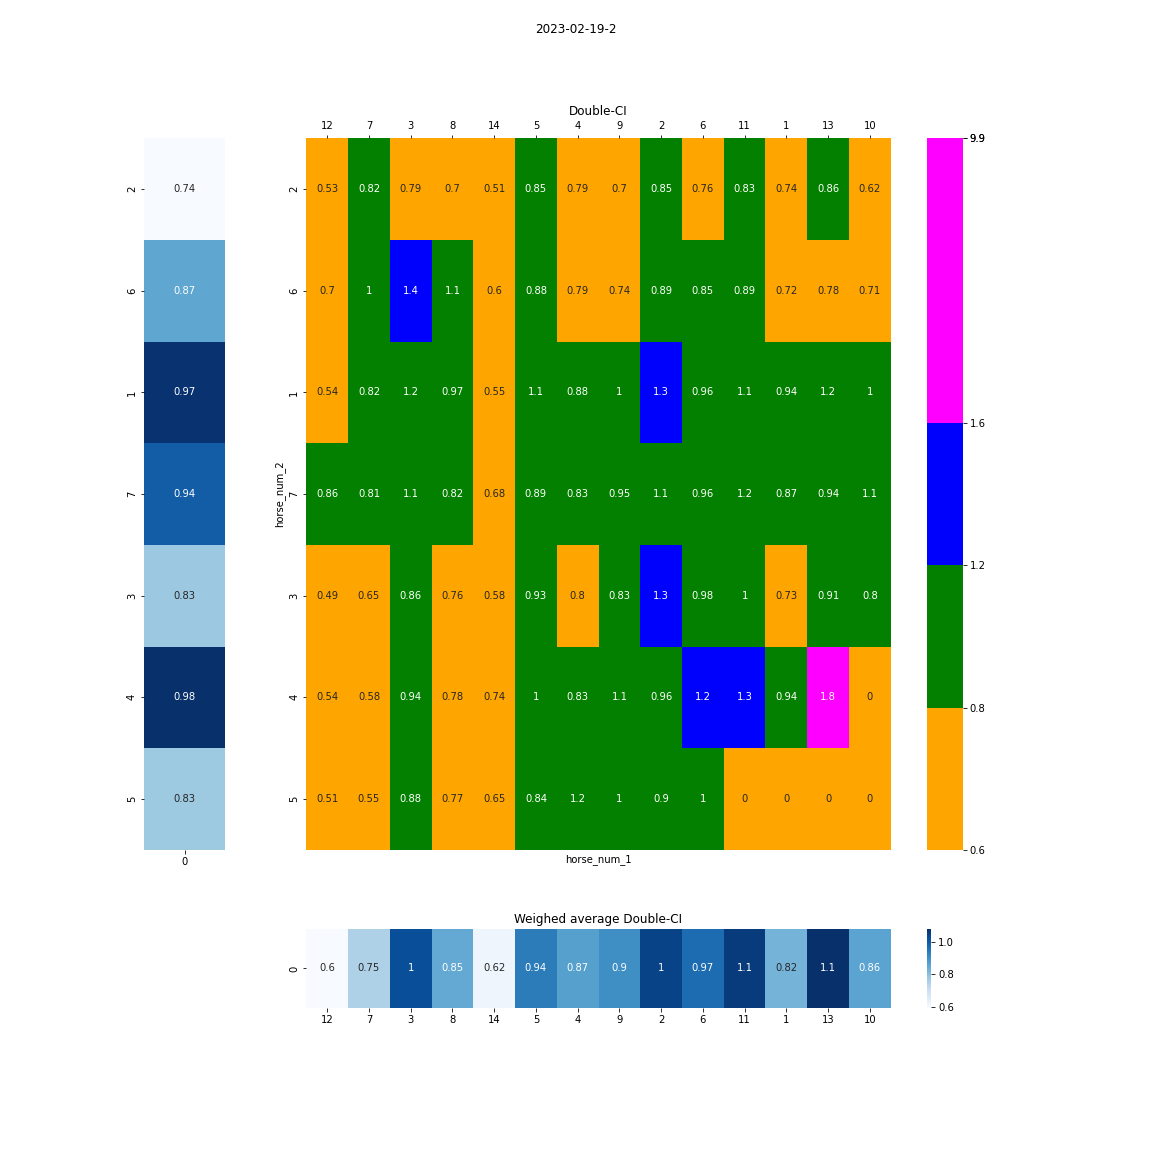 2023-02-19-2
Double-CI
12 7 3 8 14 5 4 9 2 6 11 1 13 10
2 0.74 2 0.53 0.82 0.79 0.7 0.51 0.85 0.79 0.7 0.85 0.76 0.83 0.74 0.86 0.62 9.9
6 0.87 6 0.7 1 1.4 1.1 0.6 0.88 0.79 0.74 0.89 0.85 0.89 0.72 0.78 0.71
1 0.97 1 0.54 0.82 1.2 0.97 0.55 1.1 0.88 1 1.3 0.96 1.1 0.94 1.2 1
1.6
horse_num_2
7 0.94 7 0.86 0.81 1.1 0.82 0.68 0.89 0.83 0.95 1.1 0.96 1.2 0.87 0.94 1.1
1.2
3 0.83 3 0.49 0.65 0.86 0.76 0.58 0.93 0.8 0.83 1.3 0.98 1 0.73 0.91 0.8
4 0.98 4 0.54 0.58 0.94 0.78 0.74 1 0.83 1.1 0.96 1.2 1.3 0.94 1.8 0
0.8
5 0.83 5 0.51 0.55 0.88 0.77 0.65 0.84 1.2 1 0.9 1 0 0 0 0
0.6
0 horse_num_1
Weighed average Double-CI
0 0.6 0.75 1 0.85 0.62 0.94 0.87 0.9 1 0.97 1.1 0.82 1.1 0.86
12 7 3 8 14 5 4 9 2 6 11 1 13 10
1.0
0.8
0.6